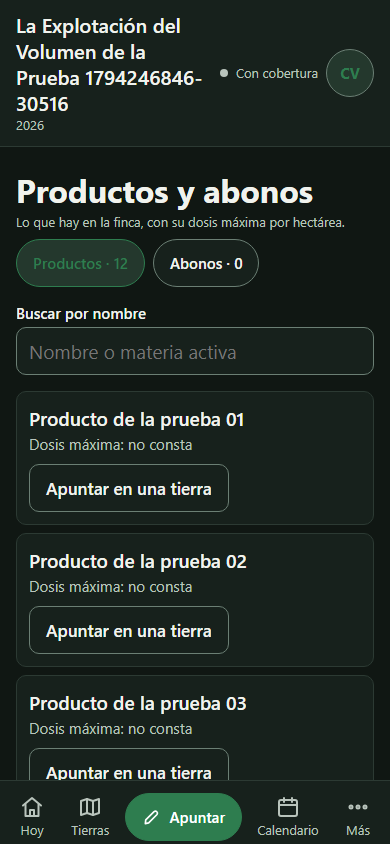 La Explotación del
Volumen de la
Prueba 1794246846-
30516
2026
Con cobertura
CV
Productos y abonos
Lo que hay en la finca, con su dosis máxima por hectárea.
Productos · 12
Abonos · 0
Buscar por nombre
Nombre o materia activa
Producto de la prueba 01
Dosis máxima: no consta
Apuntar en una tierra
Producto de la prueba 02
Dosis máxima: no consta
Apuntar en una tierra
Producto de la prueba 03
Dosis máxima: no consta
Apuntar en una tierra
Hoy
Tierras
Apuntar
Calendario
Más